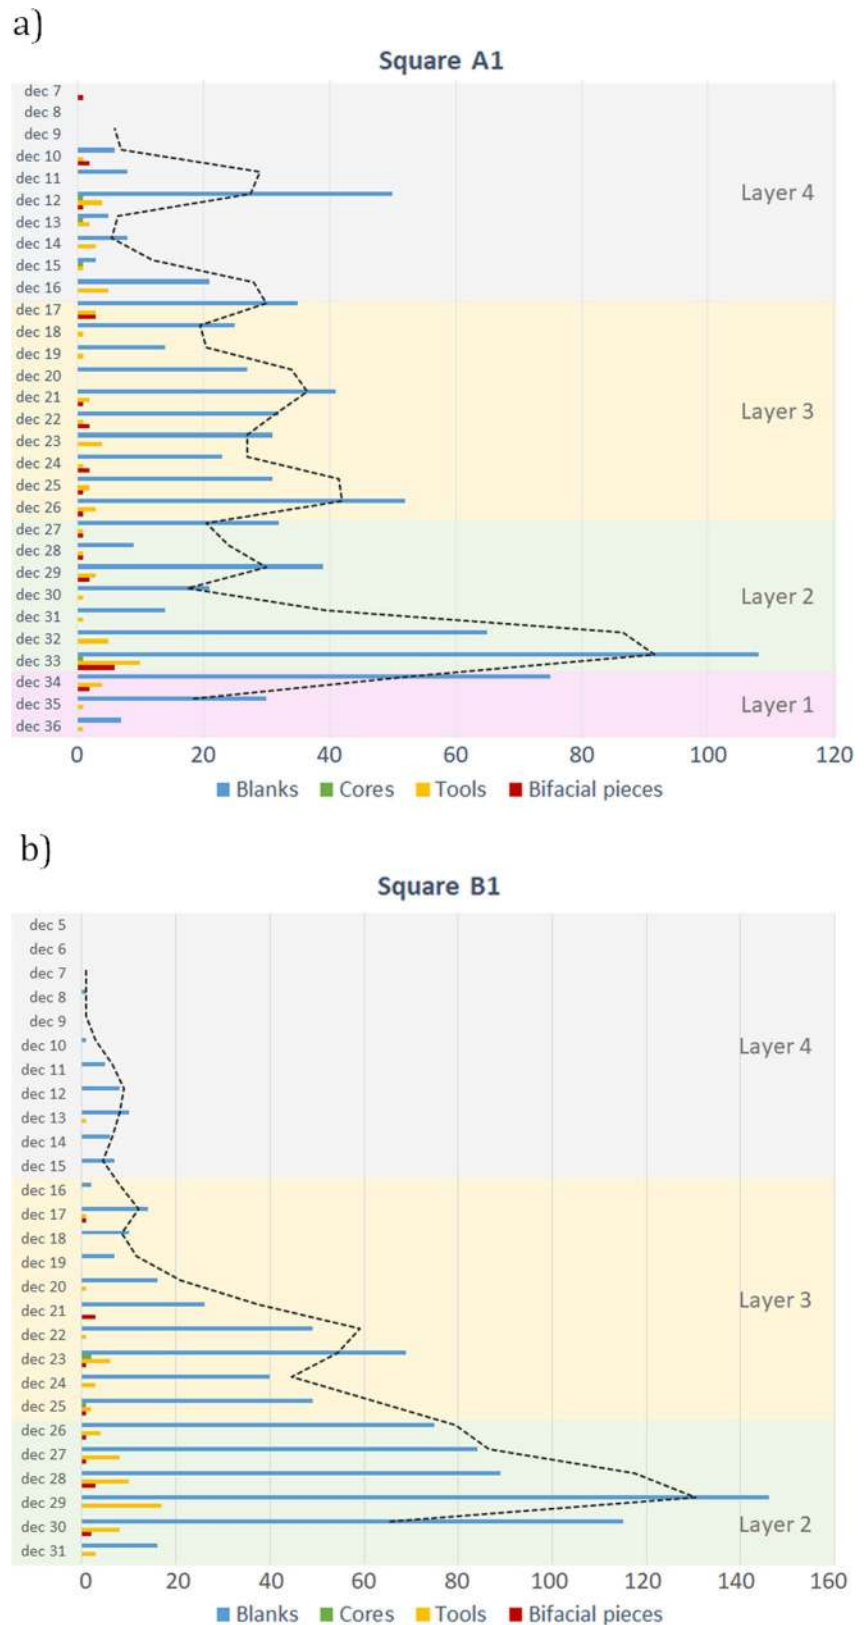 a)
Square A1
dec 7
dec 8
dec 9
dec 10
dec 11
dec 12
dec 13
dec 14
dec 15
dec 16
dec 17
dec 18
dec 19
dec 20
dec 21
dec 22
dec 23
dec 24
dec 25
dec 26
dec 27
dec 28
dec 29
dec 30
dec 31
dec 32
dec 33
dec 34
dec 35
dec 36
Layer 4
Layer 3
Layer 2
Layer 1
0 20 40 60 80 100 120
Blanks Cores Tools Bifacial pieces
b)
Square B1
dec 5
dec 6
dec 7
dec 8
dec 9
dec 10
dec 11
dec 12
dec 13
dec 14
dec 15
dec 16
dec 17
dec 18
dec 19
dec 20
dec 21
dec 22
dec 23
dec 24
dec 25
dec 26
dec 27
dec 28
dec 29
dec 30
dec 31
Layer 4
Layer 3
Layer 2
0 20 40 60 80 100 120 140 160
Blanks Cores Tools Bifacial pieces